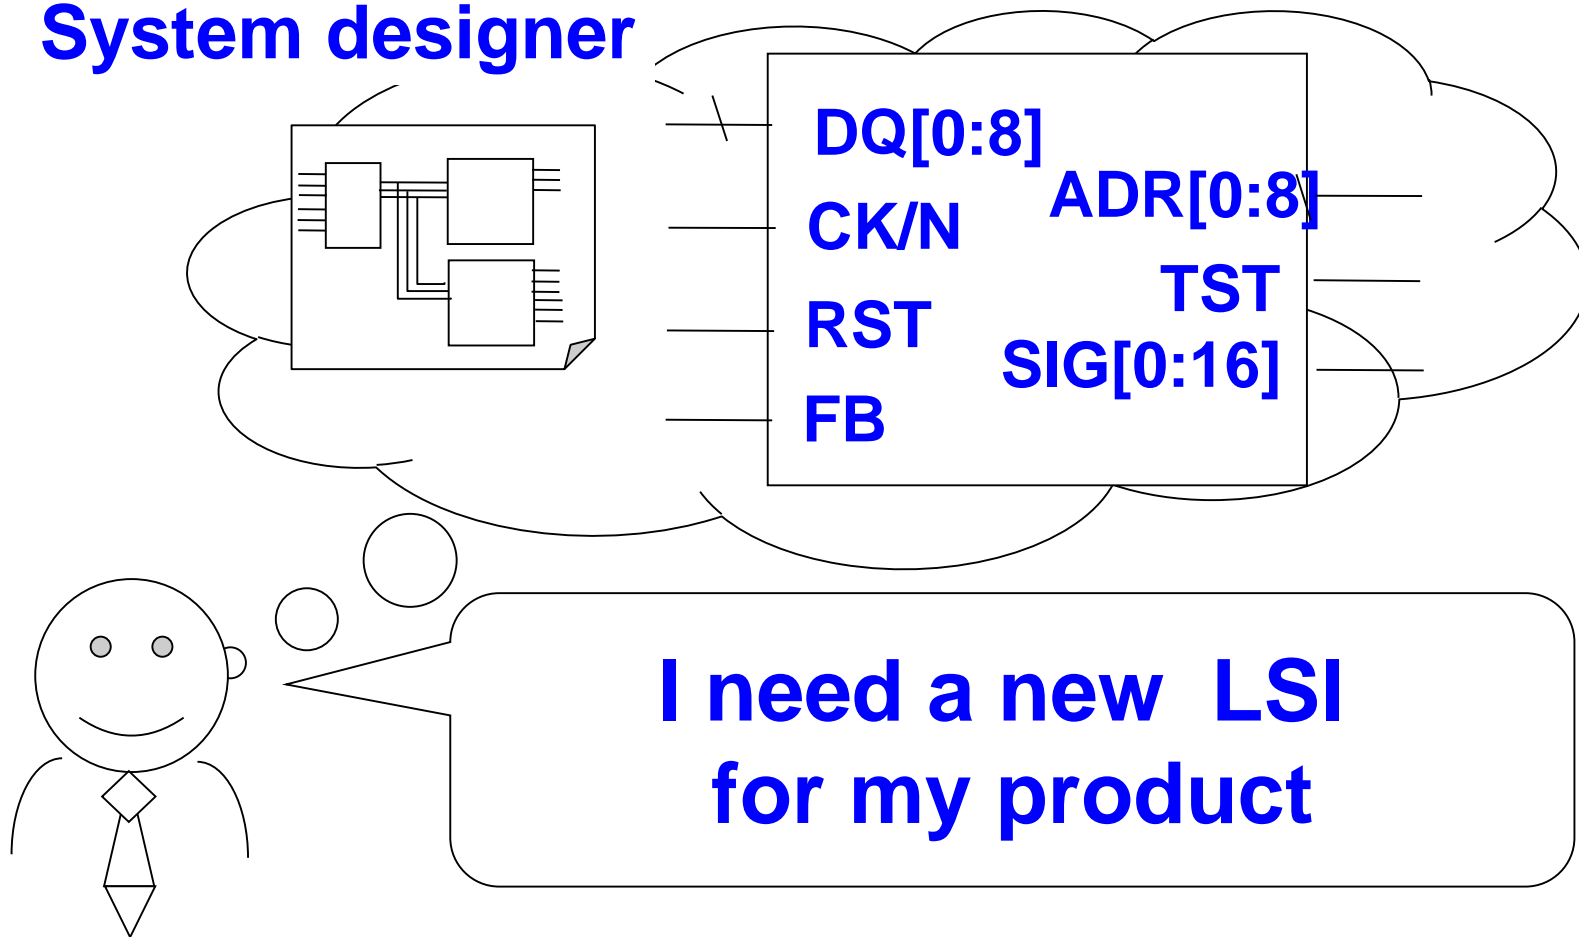 System designer
DQ[0:8]
ADR[0:8]
CK/N
TST
RST
SIG[0:16]
FB
I need a new LSI
for my product